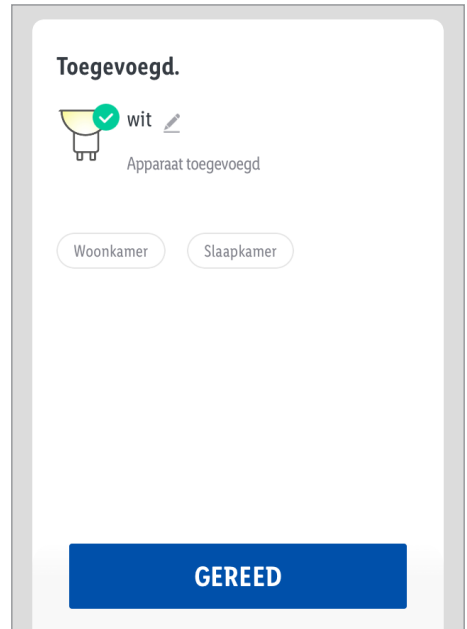 Toegevoegd.
wit
Apparaat toegevoegd
Woonkamer Slaapkamer
GEREED